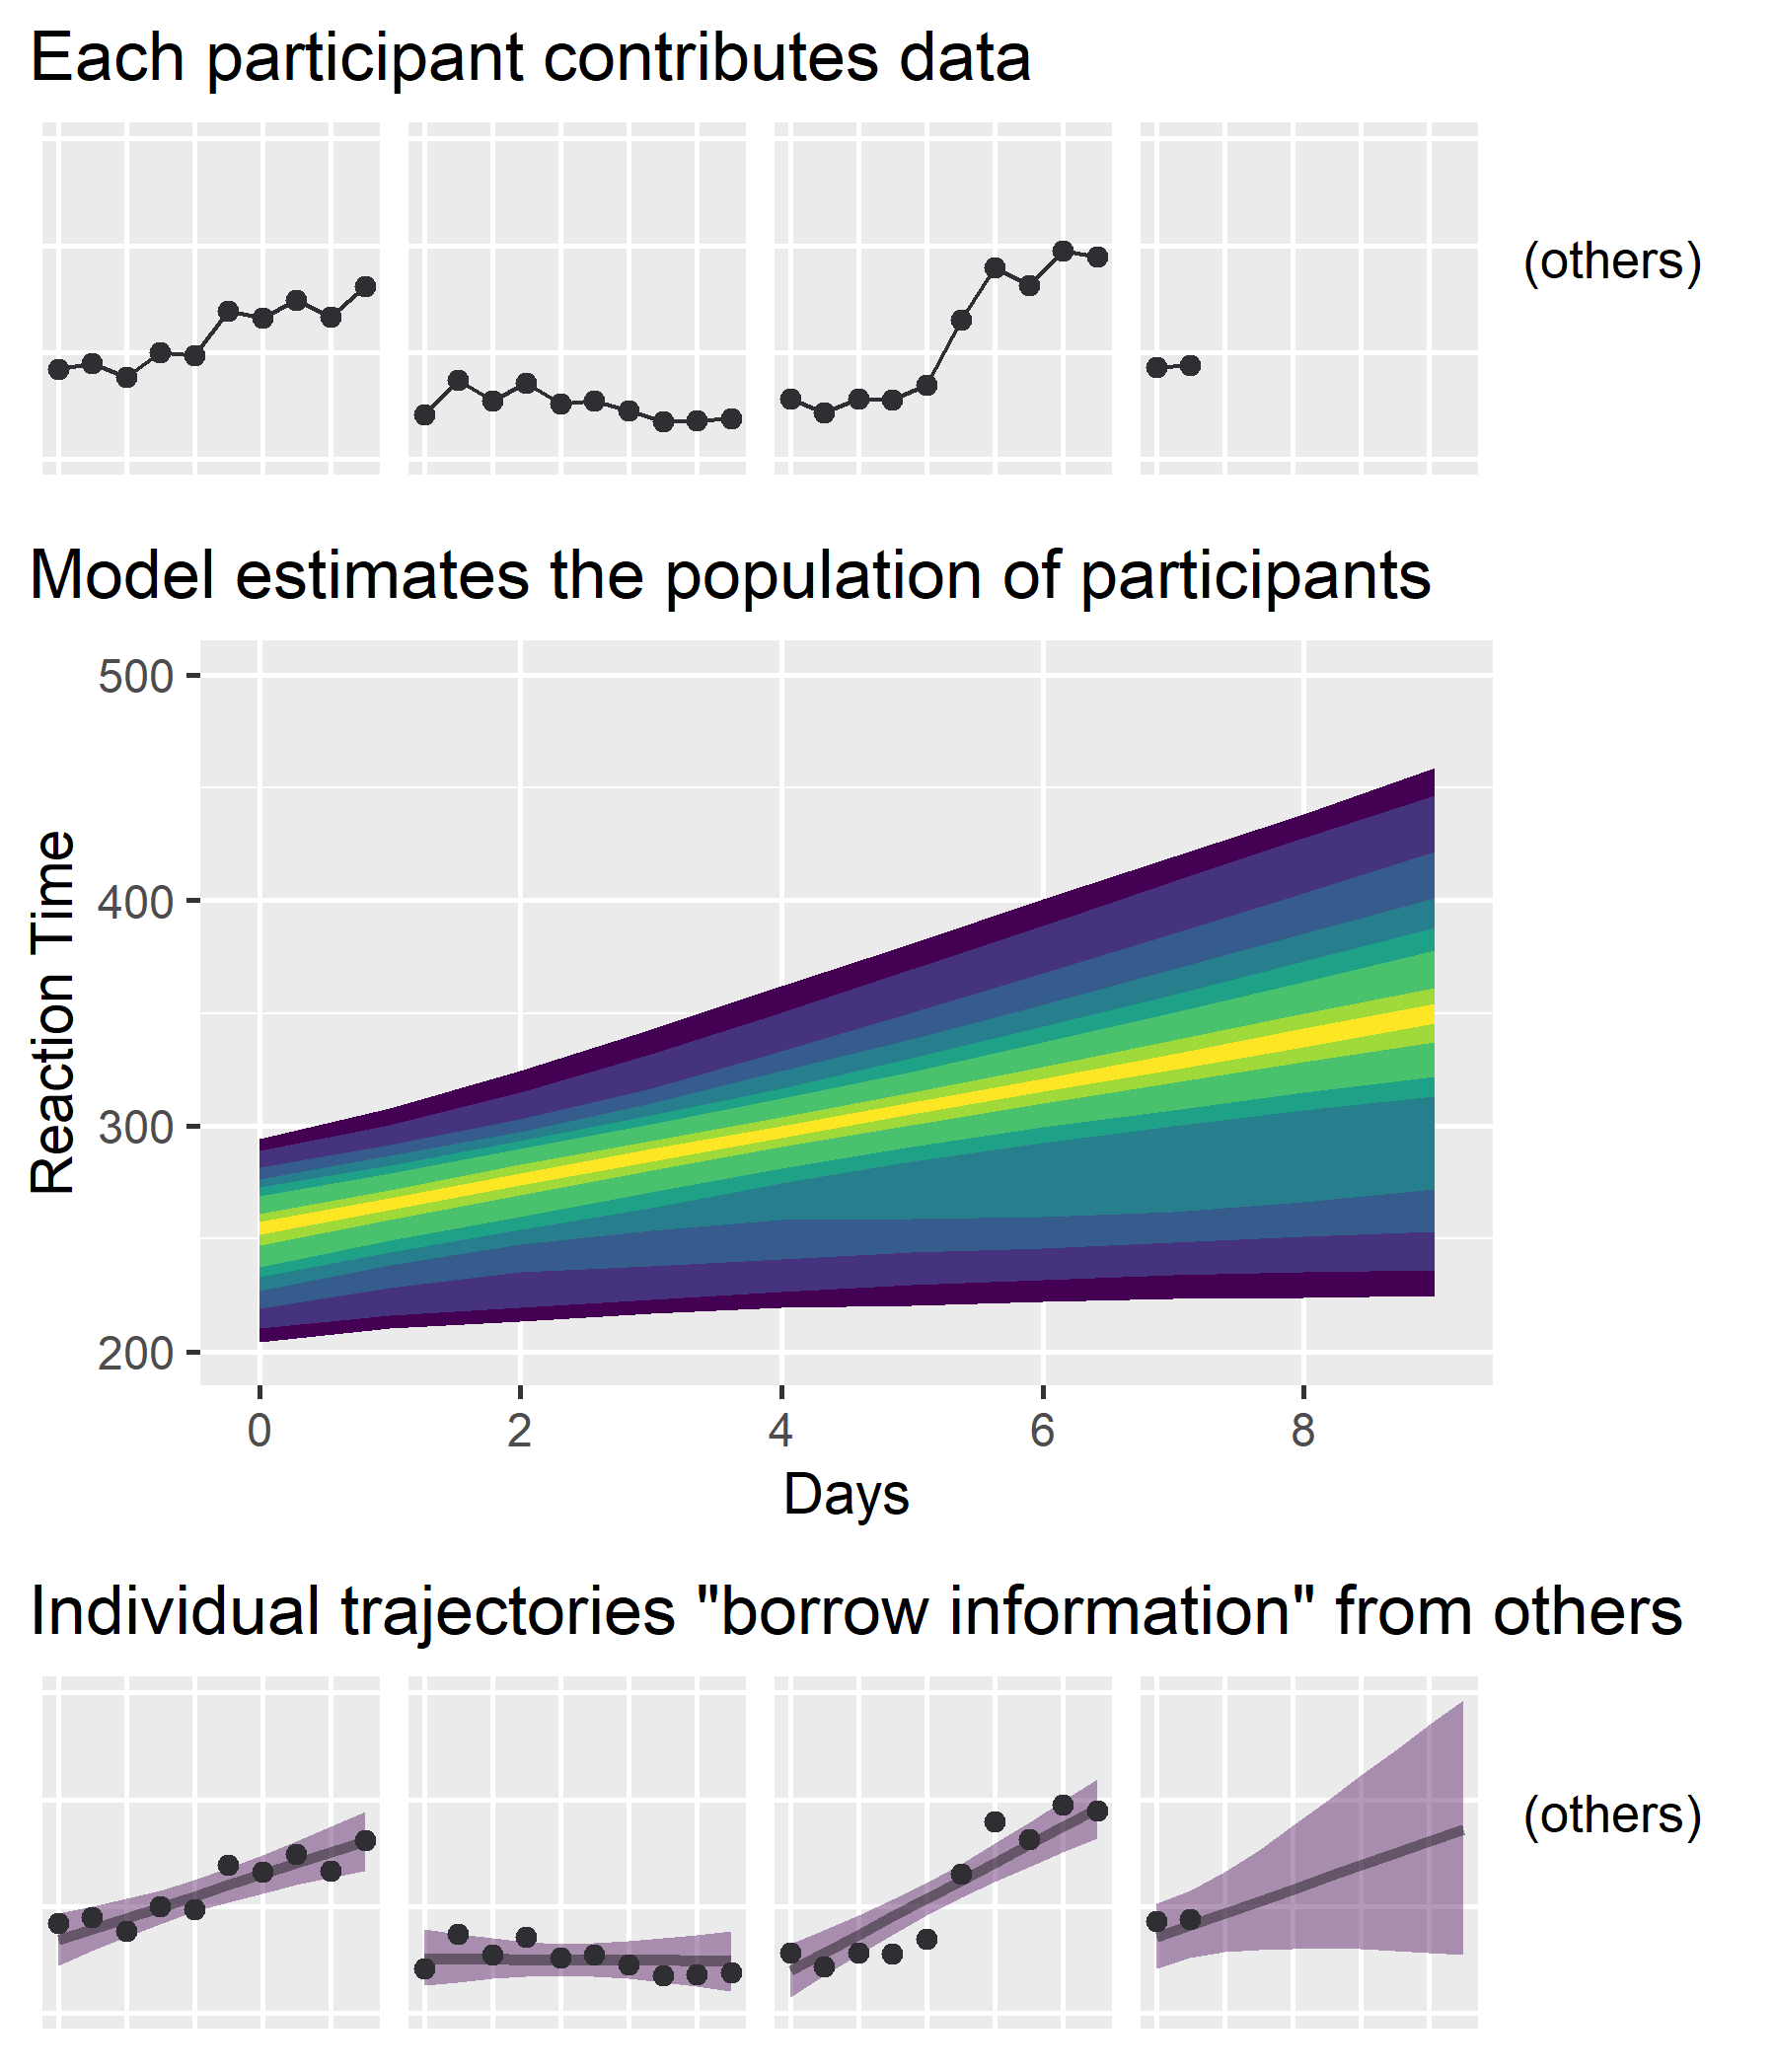 Each participant contributes data
(others)
Model estimates the population of participants
Reaction Time
500
400
300
200
0 2 4 6 8
Days
Individual trajectories "borrow information" from others
(others)